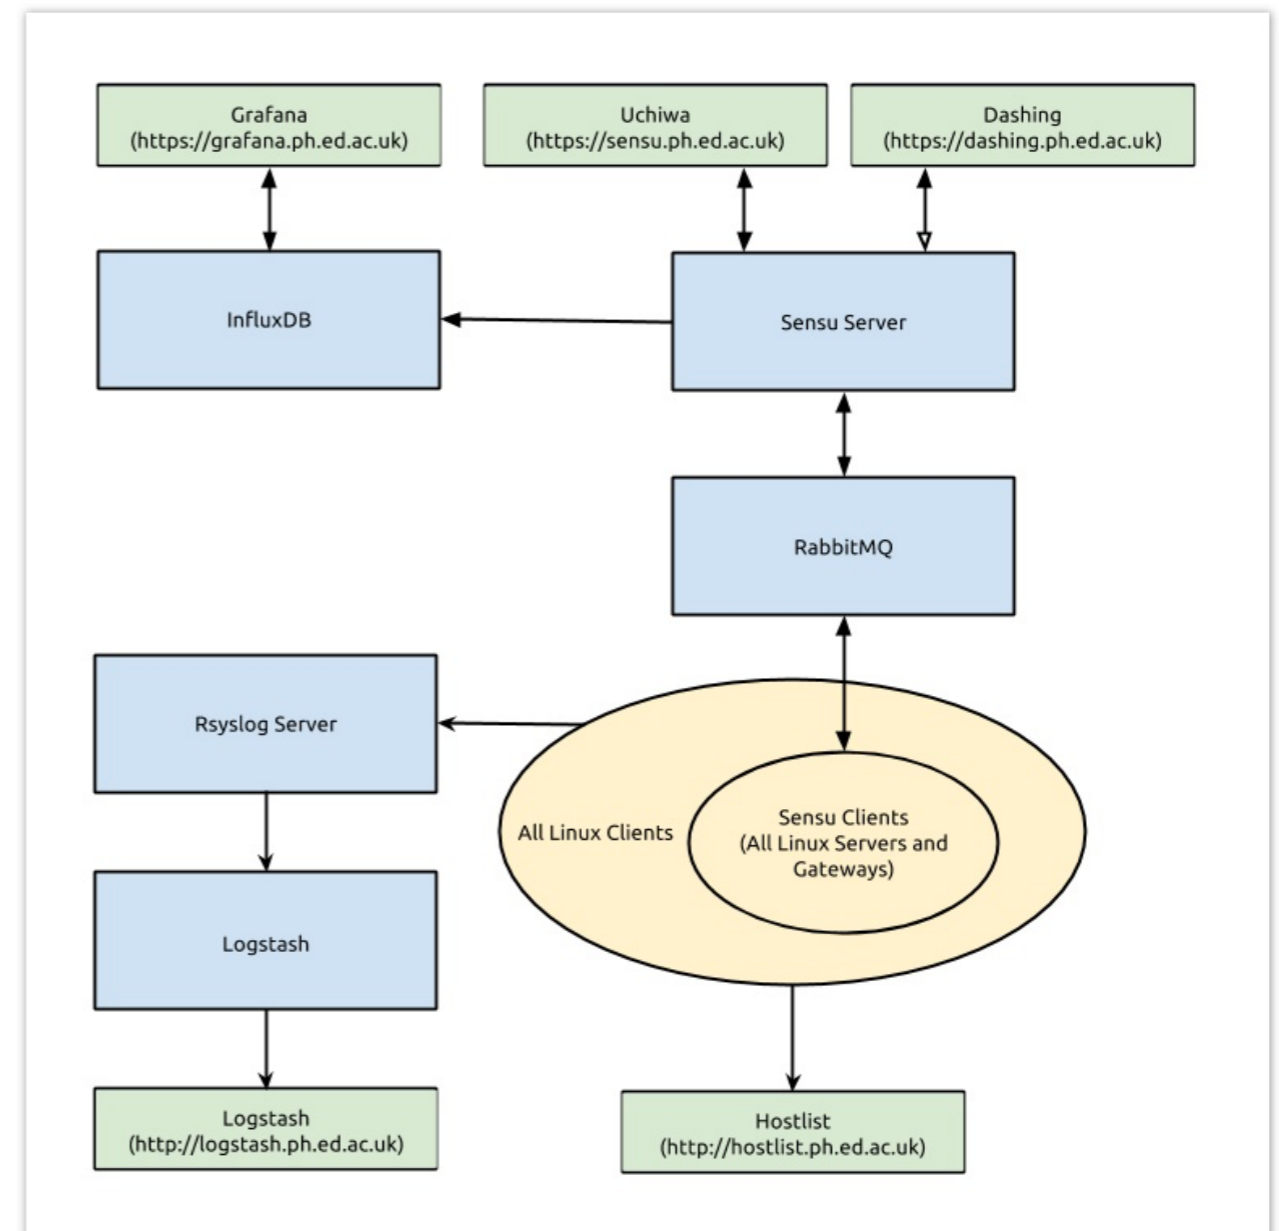 Grafana
(https://grafana.ph.ed.ac.uk)
Uchiwa
(https://sensu.ph.ed.ac.uk)
Dashing
(https://dashing.ph.ed.ac.uk)
InfluxDB
Sensu Server
RabbitMQ
Rsyslog Server
All Linux Clients
Sensu Clients
(All Linux Servers and
Gateways)
Logstash
Logstash
(http://logstash.ph.ed.ac.uk)
Hostlist
(http://hostlist.ph.ed.ac.uk)